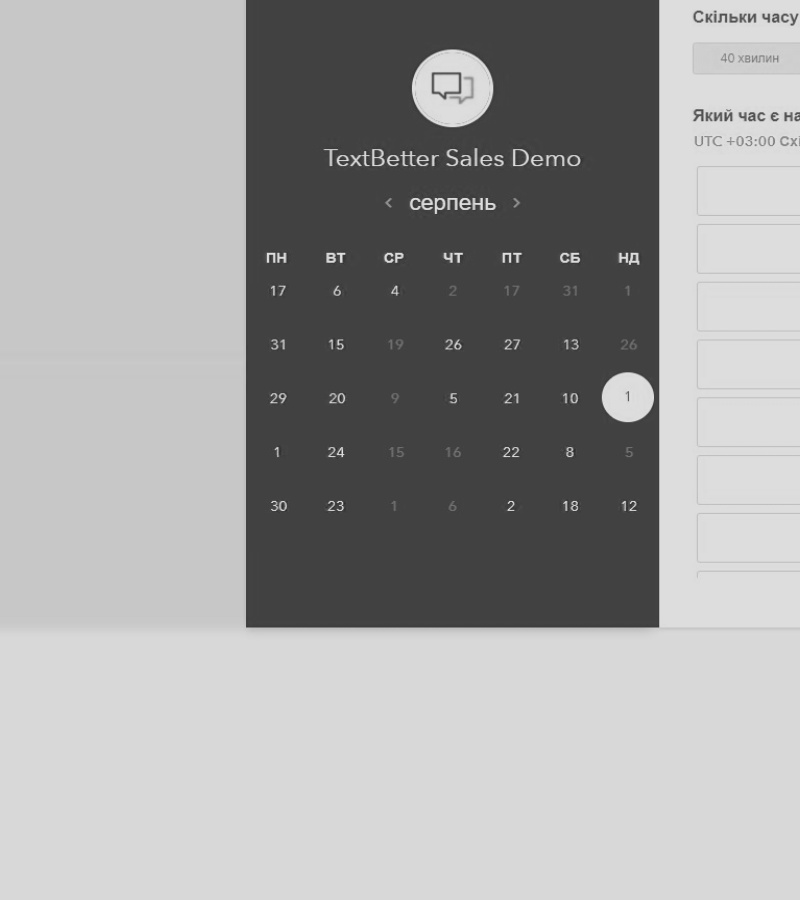 Скільки часу
40 хвилин
TextBetter Sales Demo
серпень
ПН ВТ СР ЧТ ПТ СБ НД
17 6 4 2 17 31 1
31 15 19 26 27 13 26
29 20 9 5 21 10 1
1 24 15 16 22 8 5
30 23 1 6 2 18 12
Який час є
UTC +03:00